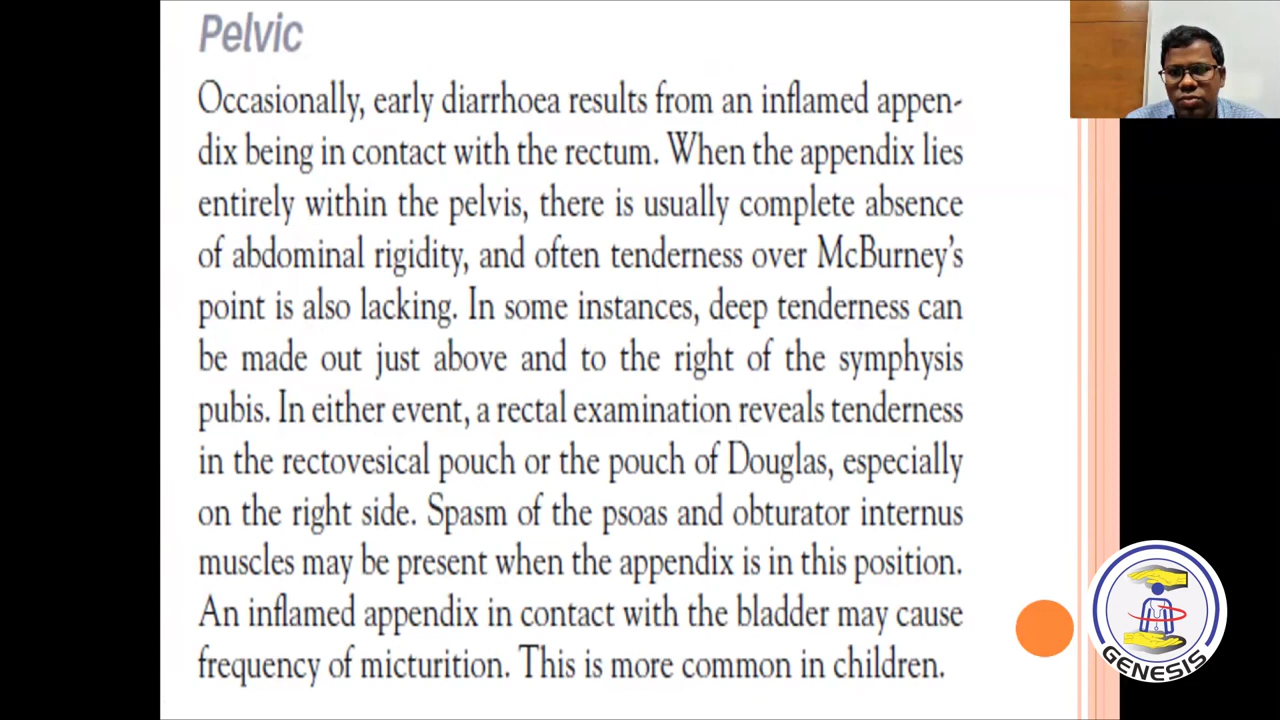 Pelvic
Occasionally, early diarrhoea results from an inflamed appen-
dix being in contact with the rectum. When the appendix lies
entirely within the pelvis, there is usually complete absence
of abdominal rigidity, and often tenderness over McBurney’s
point is also lacking. In some instances, deep tenderness can
be made out just above and to the right of the symphysis
pubis. In either event, a rectal examination reveals tenderness
in the rectovesical pouch or the pouch of Douglas, especially
on the right side. Spasm of the psoas and obturator internus
muscles may be present when the appendix is in this position.
An inflamed appendix in contact with the bladder may cause
frequency of micturition. This is more common in children.
GENESIS